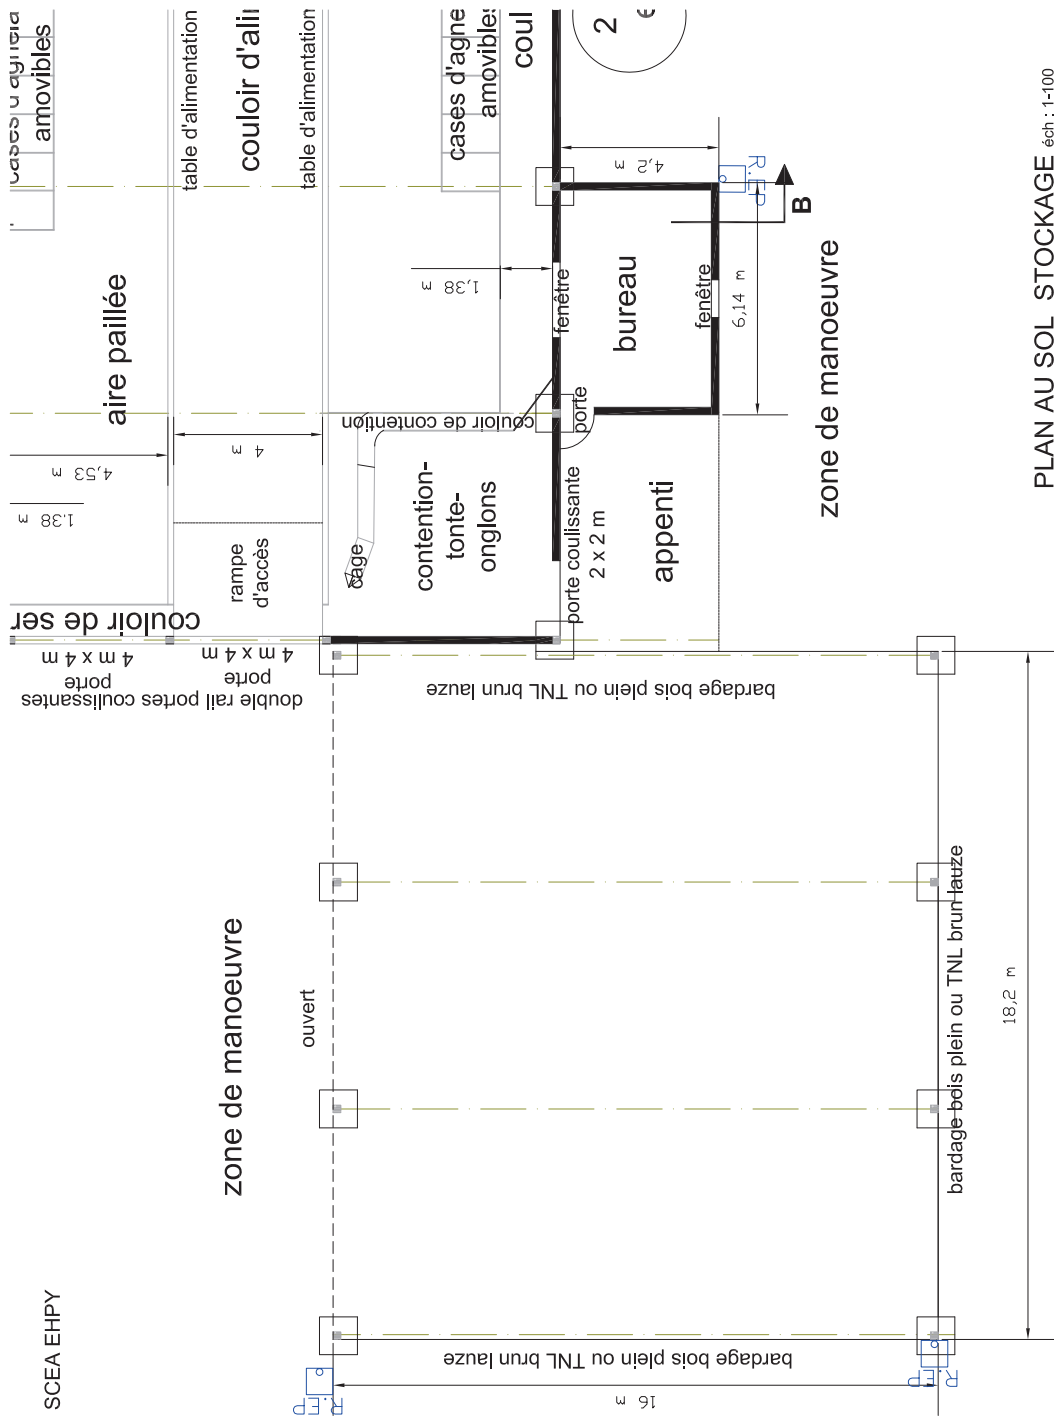 SCEA EHPY
PLAN AU SOL STOCKAGE éch : 1-100
cases d'agnela
amovibles
aire paillée
4,53 m
1.38 m
table d'alimentation
couloir d'ali
table d'alimentation
4 m
rampe
d'accès
couloir de ser
4 m x 4 m
porte
4 m x 4 m
porte
double rail portes coulissantes
cases d'agne
amovibles
coul
2
1,38 m
couloir de contention
contention-
tonte-
onglons
cage
fenêtre
bureau
fenêtre
porte
4,2 m
6,14 m
R.EP
B
porte coulissante
2 x 2 m
appenti
zone de manoeuvre
bardage bois plein ou TNL brun lauze
zone de manoeuvre
ouvert
bardage bois plein ou TNL brun lauze
18,2 m
bardage bois plein ou TNL brun lauze
16 m
R.EP
R.EP